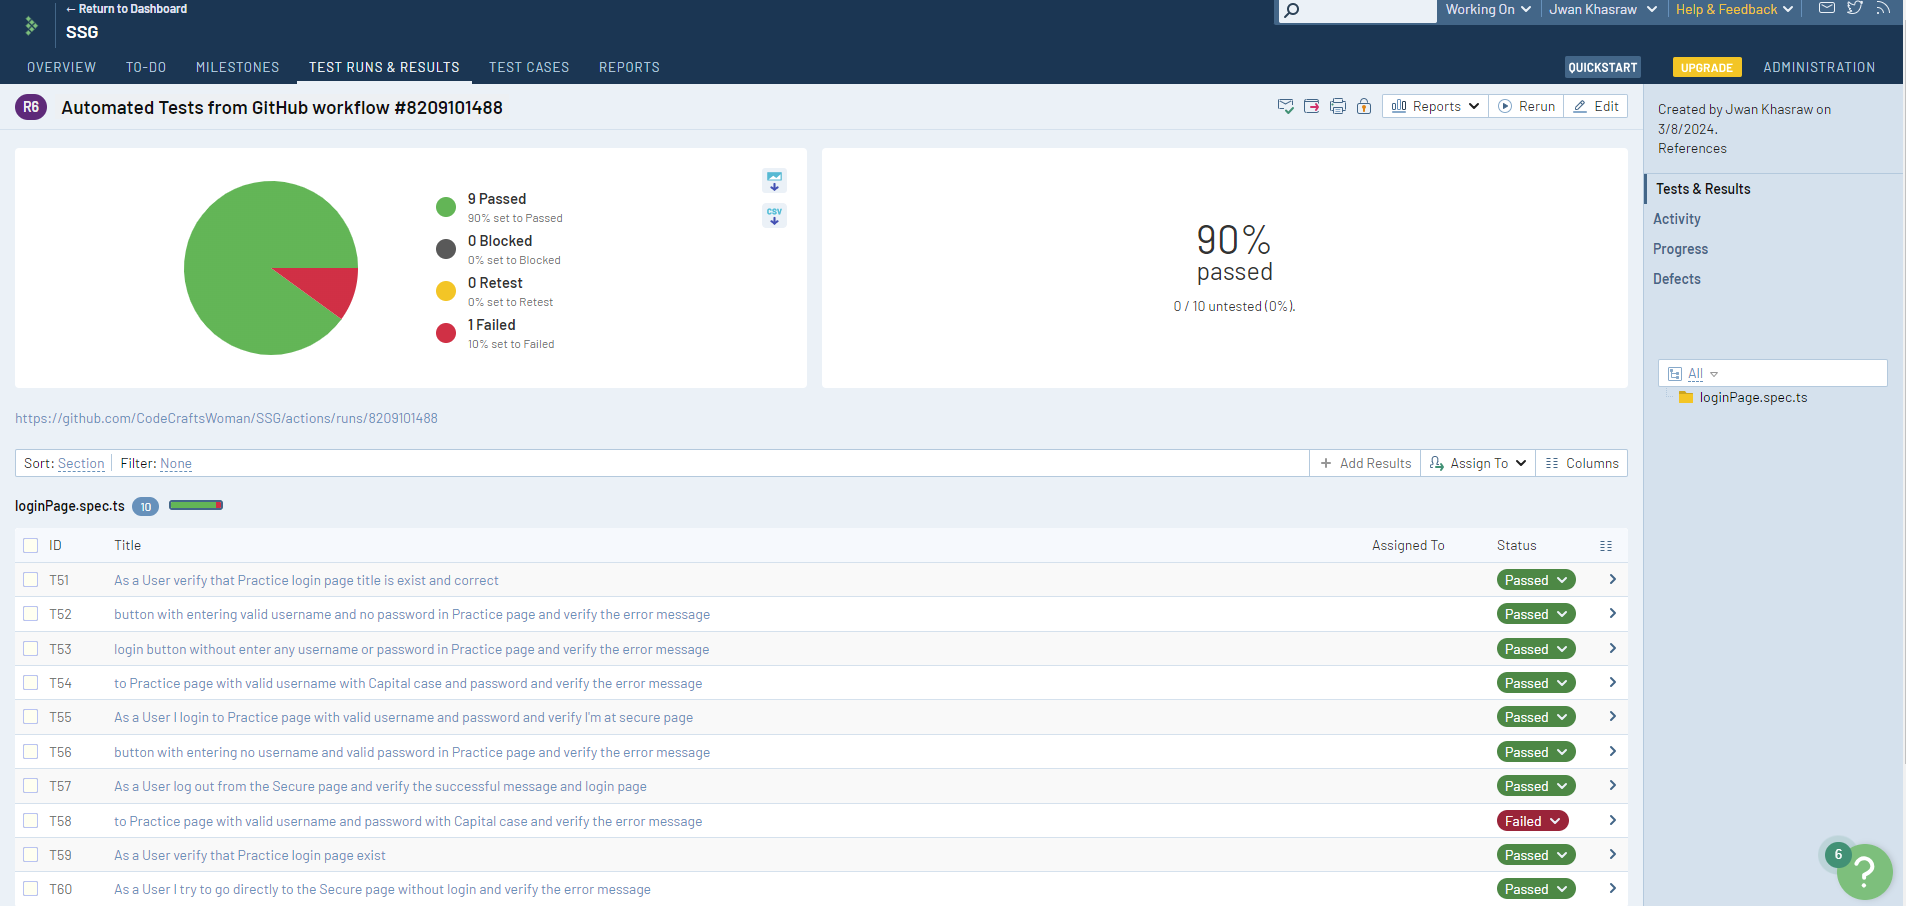 ← Return to Dashboard
SSG
Working On
Jwan Khasraw
Help & Feedback
OVERVIEW TO-DO MILESTONES TEST RUNS & RESULTS TEST CASES REPORTS
QUICKSTART UPGRADE ADMINISTRATION
R6 Automated Tests from GitHub workflow #8209101488
Reports Rerun Edit
Created by Jwan Khasraw on
3/8/2024.
References
Tests & Results
Activity
Progress
Defects
All
loginPage.spec.ts
9 Passed
90% set to Passed
0 Blocked
0% set to Blocked
0 Retest
0% set to Retest
1 Failed
10% set to Failed
CSV
90%
passed
0 / 10 untested (0%).
https://github.com/CodeCraftsWoman/SSG/actions/runs/8209101488
Sort: Section Filter: None
+ Add Results Assign To Columns
loginPage.spec.ts 10
ID Title Assigned To Status
T51 As a User verify that Practice login page title is exist and correct Passed
T52 button with entering valid username and no password in Practice page and verify the error message Passed
T53 login button without enter any username or password in Practice page and verify the error message Passed
T54 to Practice page with valid username with Capital case and password and verify the error message Passed
T55 As a User I login to Practice page with valid username and password and verify I'm at secure page Passed
T56 button with entering no username and valid password in Practice page and verify the error message Passed
T57 As a User log out from the Secure page and verify the successful message and login page Passed
T58 to Practice page with valid username and password with Capital case and verify the error message Failed
T59 As a User verify that Practice login page exist Passed
T60 As a User I try to go directly to the Secure page without login and verify the error message Passed
6
?